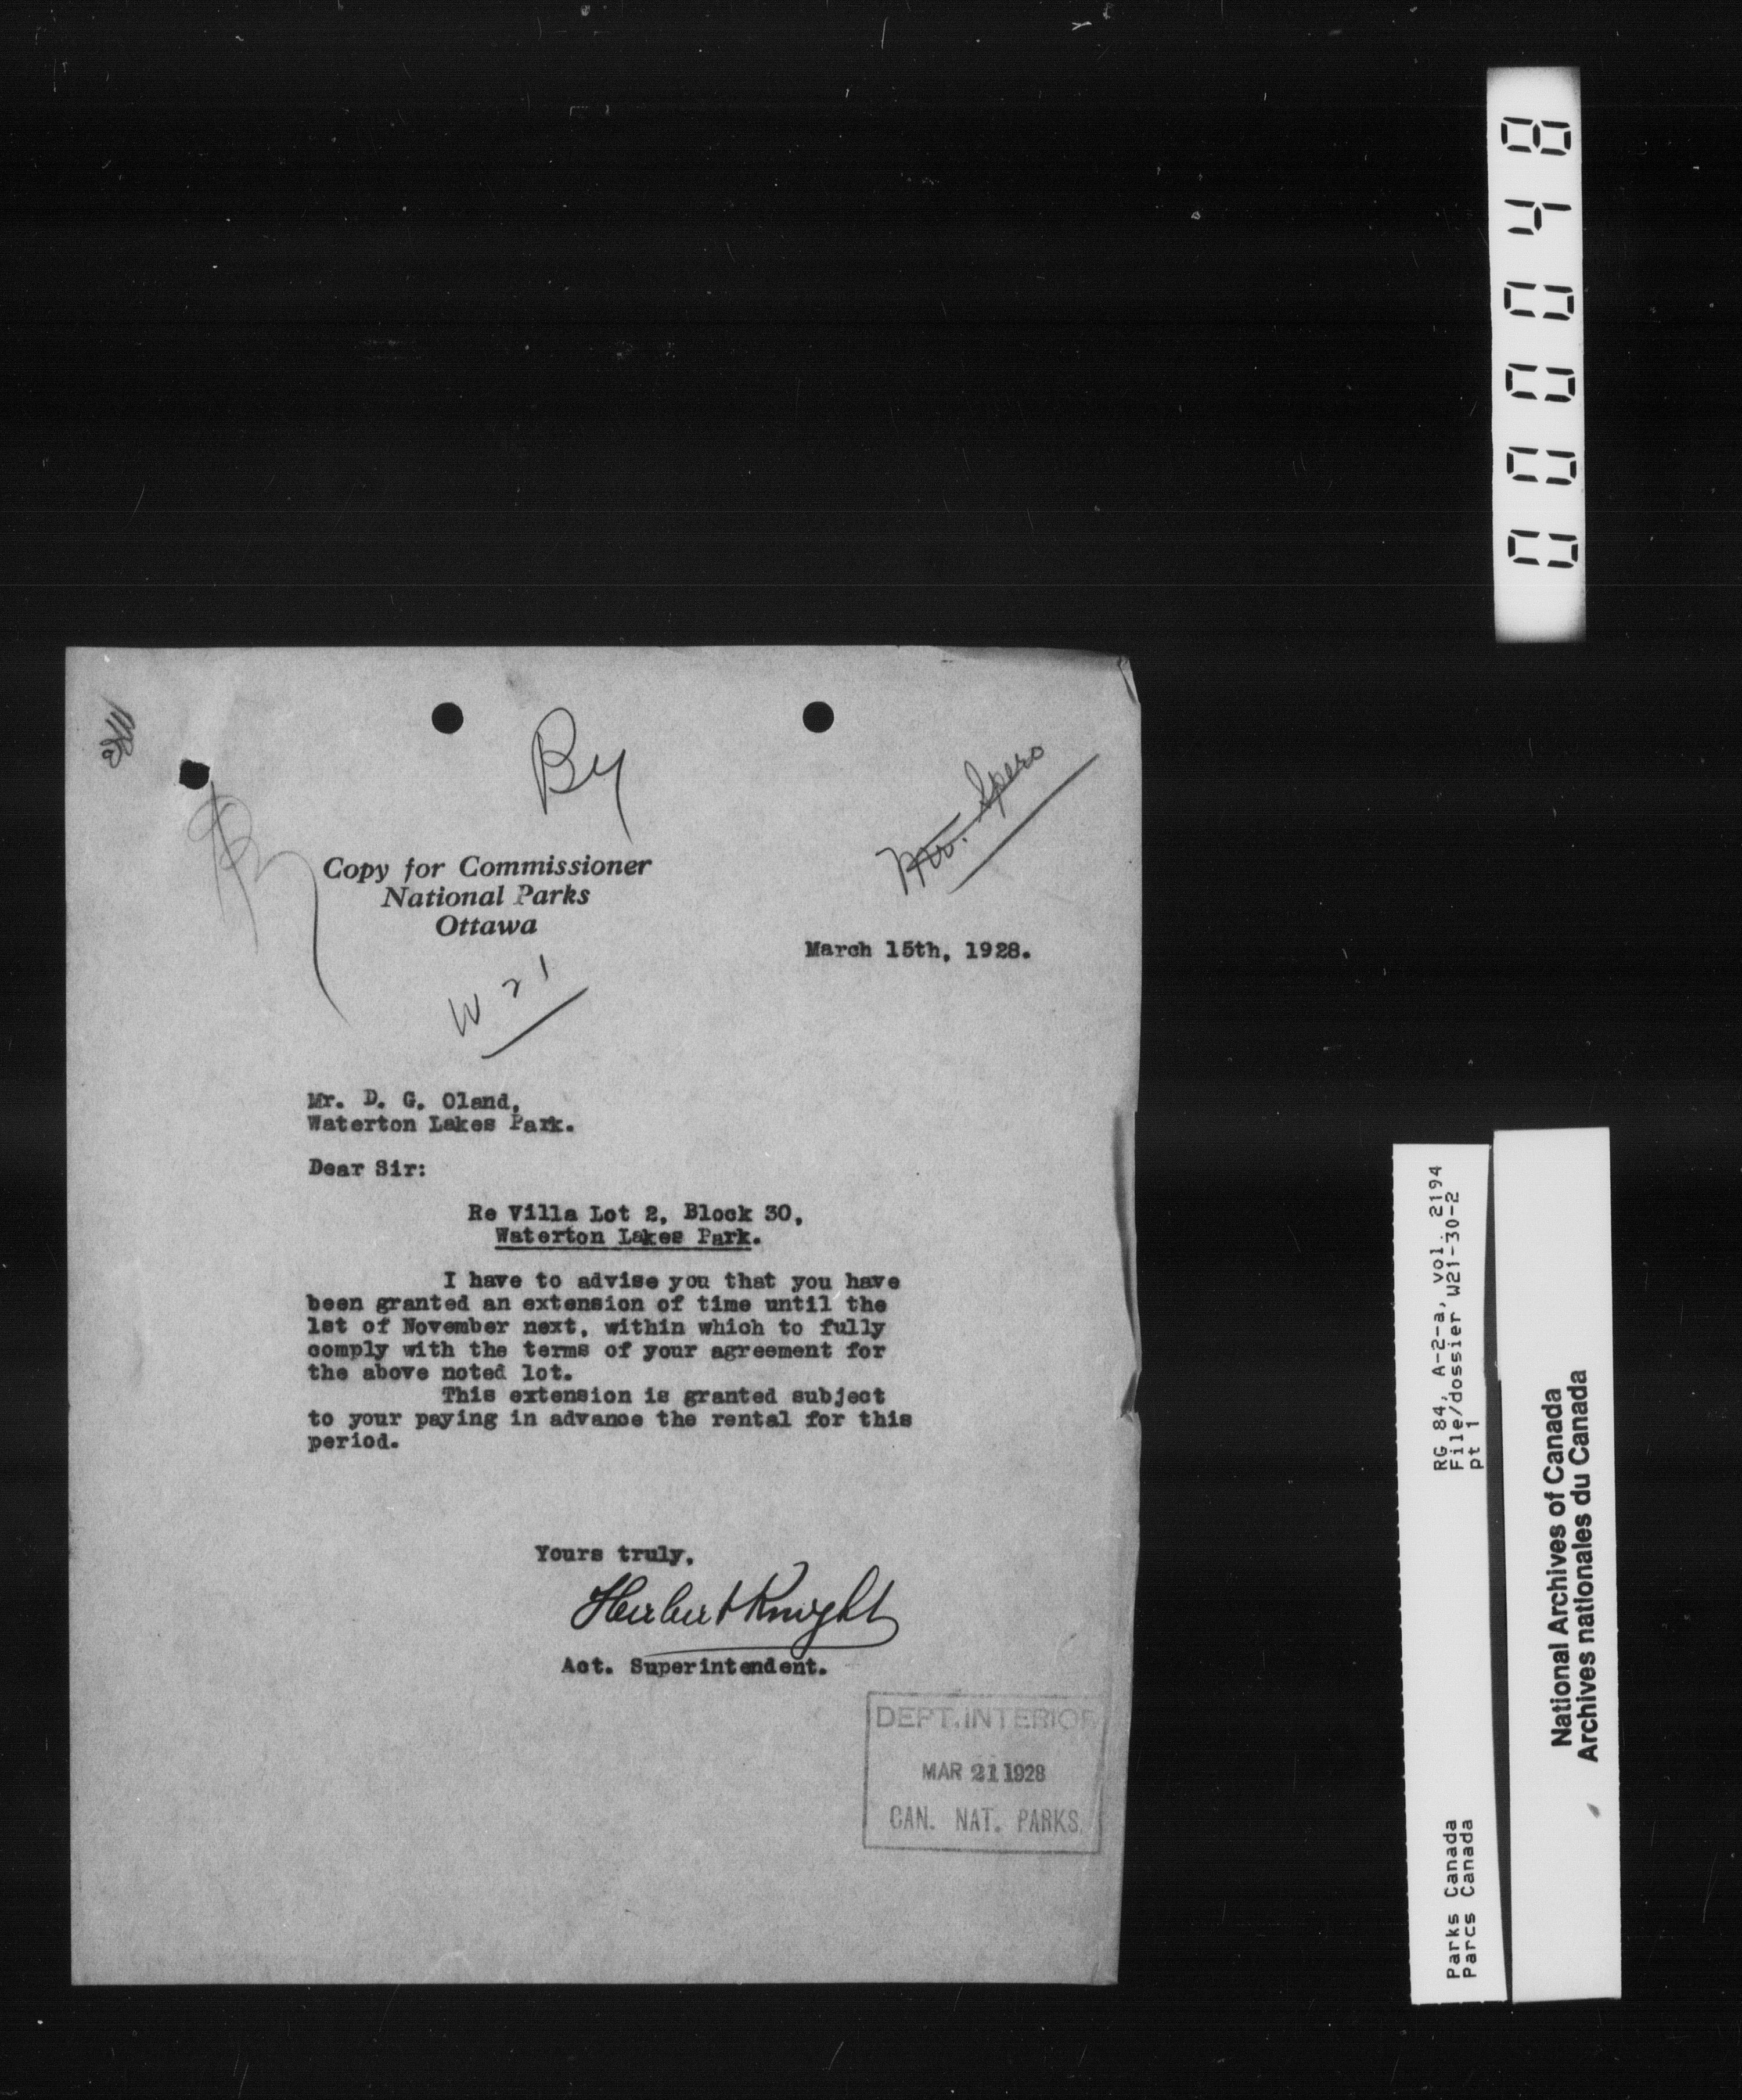 000048
By
Mr. Spero
Copy for Commissioner
National Parks
Ottawa
March 15th, 1928.
W 21
Mr. D. G. Oland,
Waterton Lakes Park.
Dear Sir:
Re Villa Lot 2, Block 30,
Waterton Lakes Park.
I have to advise you that you have
been granted an extension of time until the
1st of November next, within which to fully
comply with the terms of your agreement for
the above noted lot.
This extension is granted subject
to your paying in advance the rental for this
period.
Yours truly,
Herbert Knight
Act. Superintendent.
DEPT. INTERIOR
MAR 21 1928
CAN. NAT. PARKS.
RG 84, A-2-a, vol. 2194
File/dossier W21-30-2
pt 1
Parks Canada
Parcs Canada
National Archives of Canada
Archives nationales du Canada